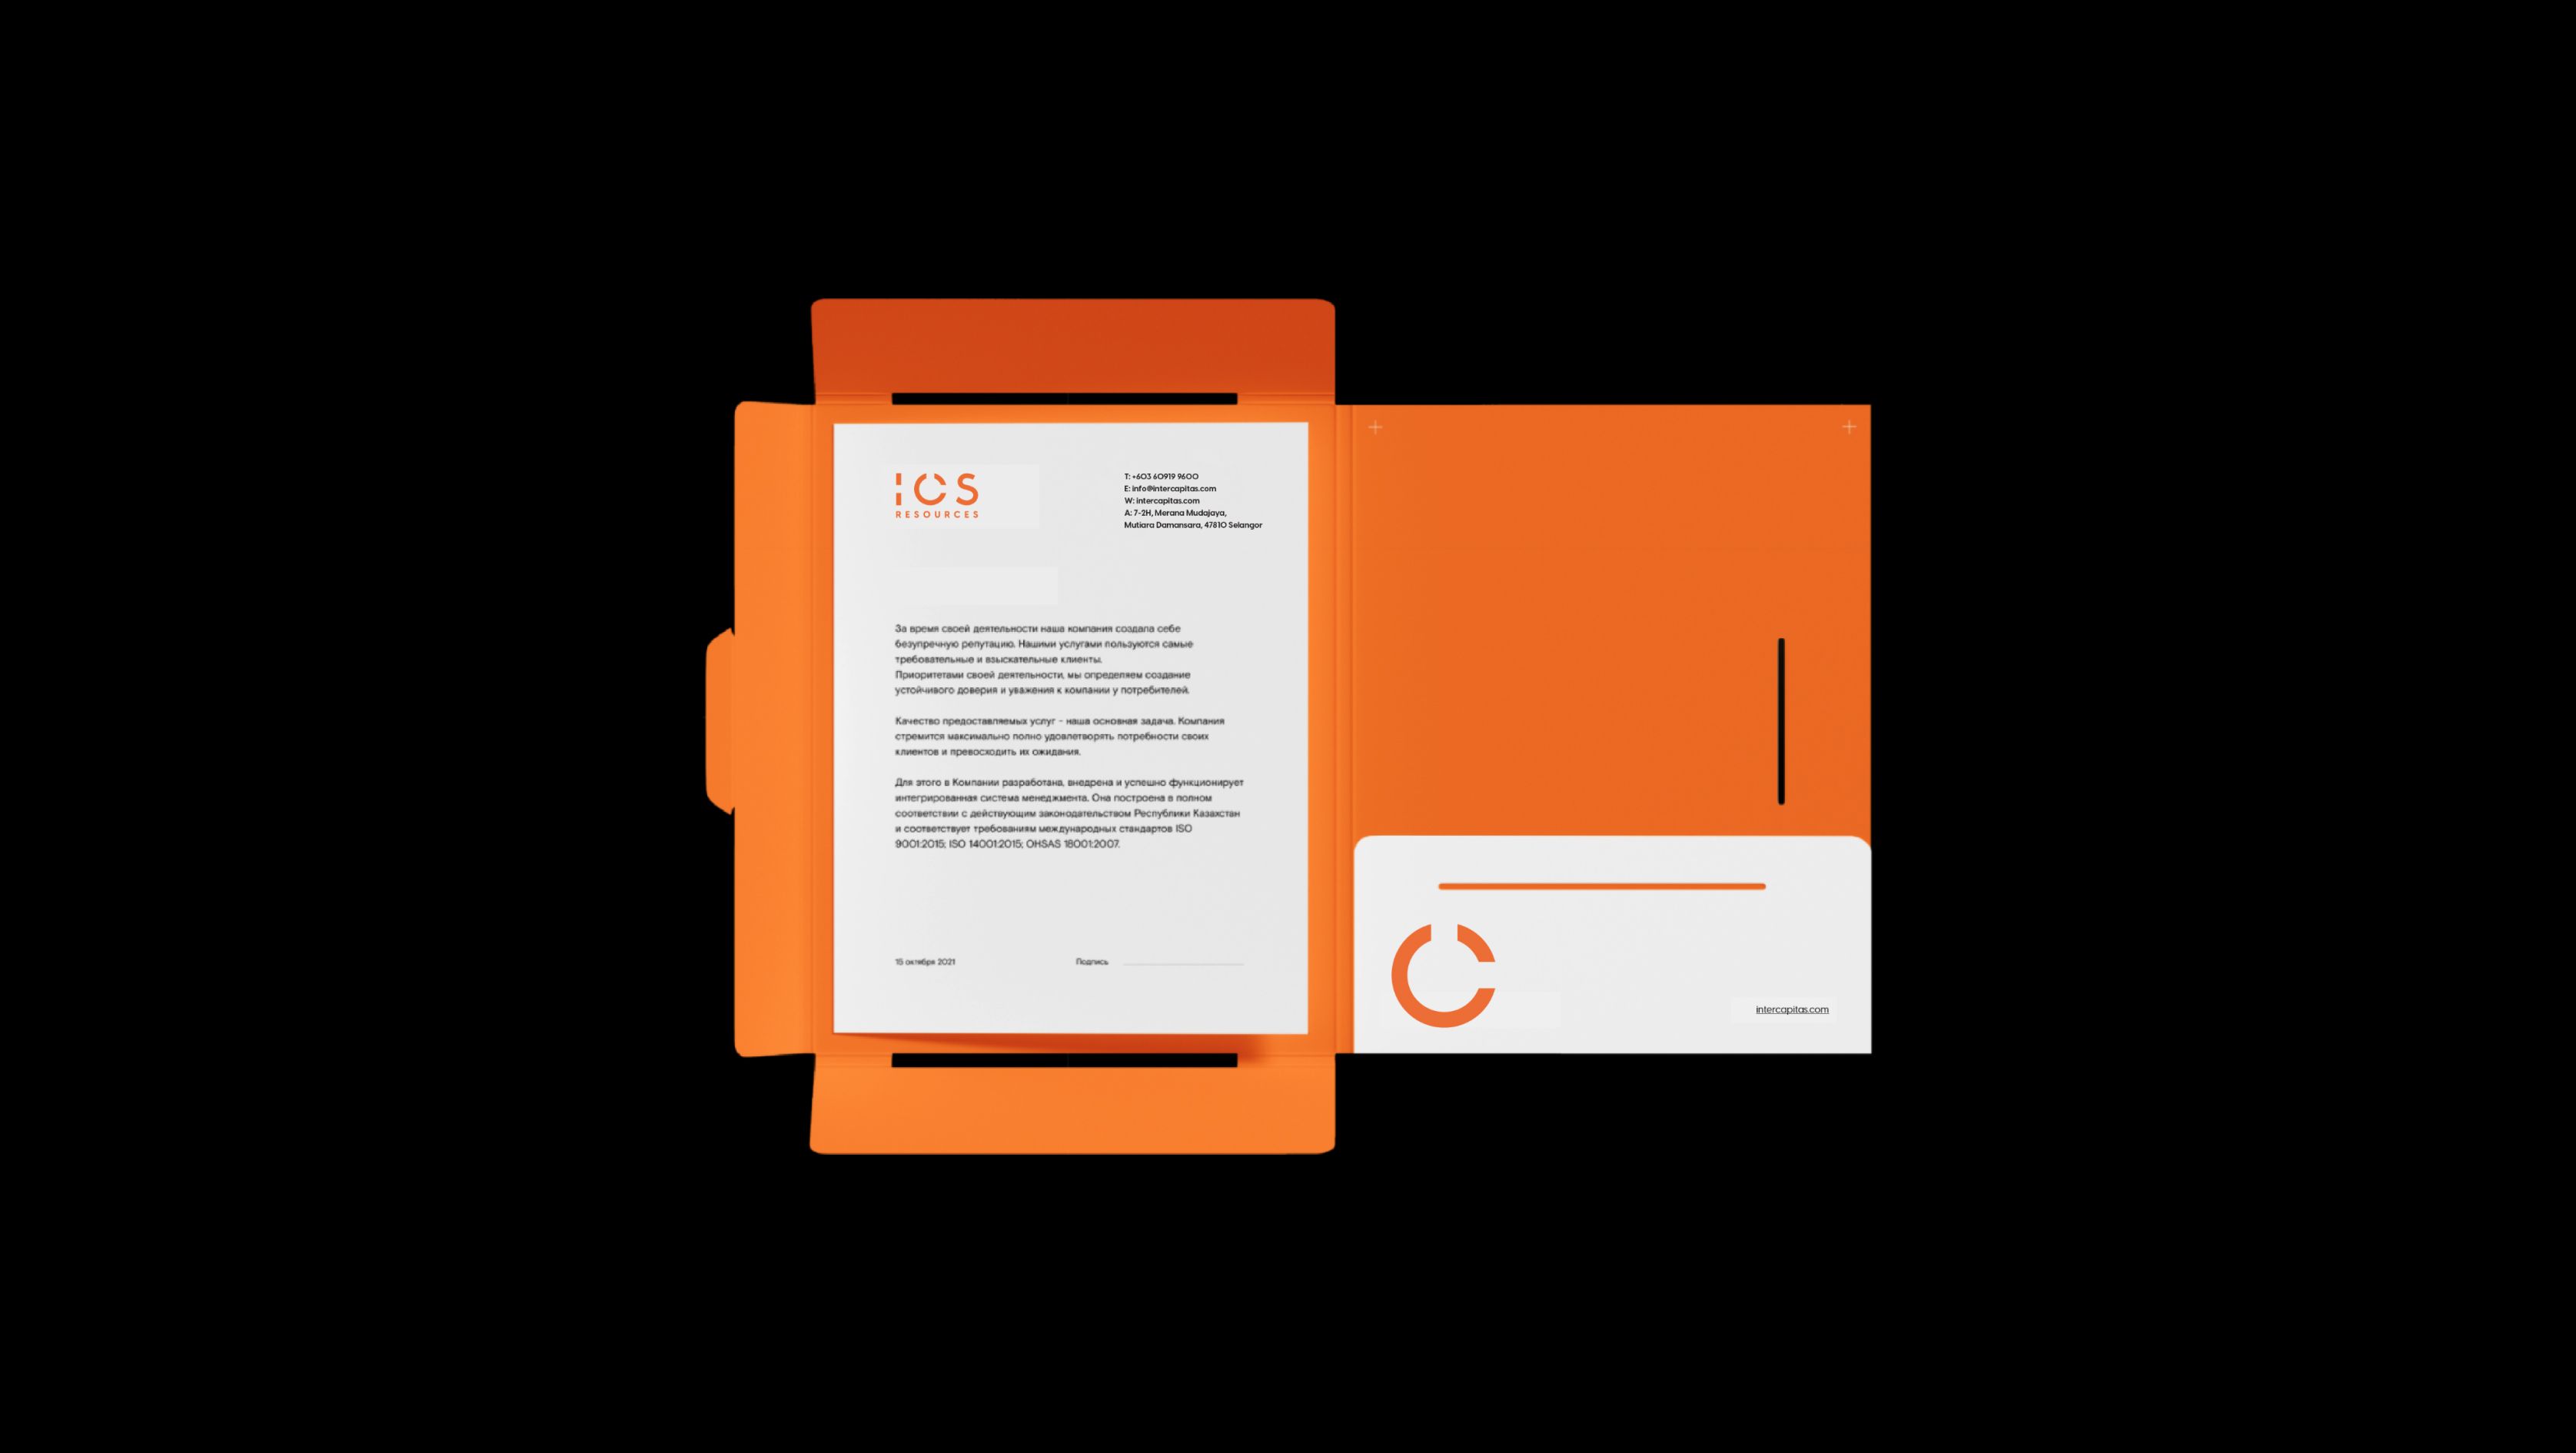 ICS
RESOURCES
T: +603 60919 9600
E: info@intercapitas.com
W: intercapitas.com
A: 7-2H, Merana Mudajaya,
Mutiara Damansara, 47810 Selangor
За время своей деятельности наша компания создала себе
безупречную репутацию. Нашими услугами пользуются самые
требовательные и взыскательные клиенты.
Приоритетами своей деятельности, мы определяем создание
устойчивого доверия и уважения к компании у потребителей.
Качество предоставляемых услуг – наша основная задача. Компания
стремится максимально полно удовлетворять потребности своих
клиентов и превосходить их ожидания.
Для этого в Компании разработана, внедрена и успешно функционирует
интегрированная система менеджмента. Она построена в полном
соответствии с действующим законодательством Республики Казахстан
и соответствует требованиям международных стандартов ISO
9001:2015; ISO 14001:2015; OHSAS 18001:2007.
15 октября 2021
Подпись
intercapitas.com